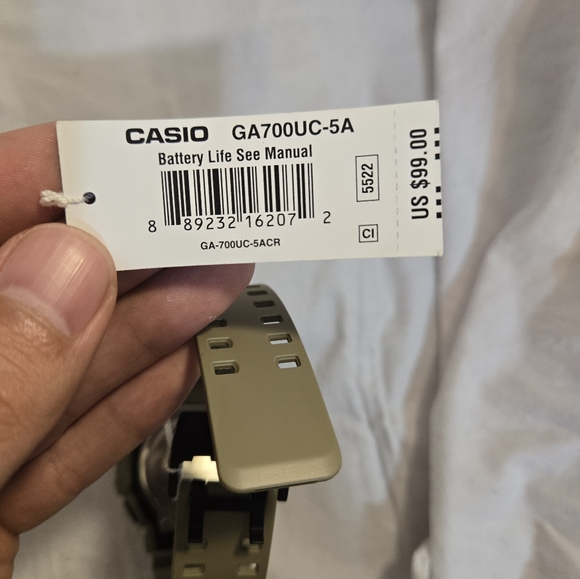 CASIO GA700UC-5A
Battery Life See Manual
8 89232 16207 2
GA-700UC-5ACR
5522
CI
US $99.00